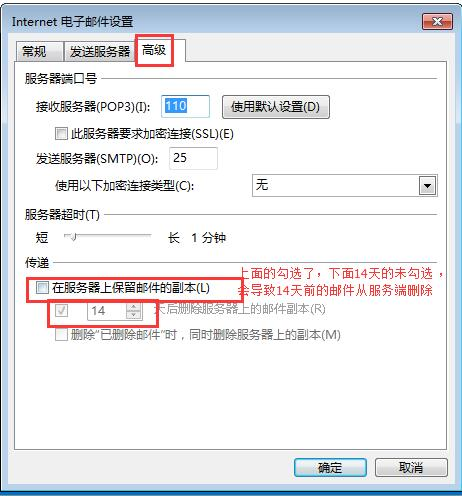 Internet 电子邮件设置
常规 发送服务器 高级
服务器端口号
接收服务器(POP3)(I): 110 使用默认设置(D)
此服务器要求加密连接(SSL)(E)
发送服务器(SMTP)(O): 25
使用以下加密连接类型(C): 无
服务器超时(T)
短 长 1 分钟
传递
在服务器上保留邮件的副本(L)
上面的勾选了，下面14天的未勾选，
会导致14天前的邮件从服务端删除
14 天后删除服务器上的邮件副本(R)
删除“已删除邮件”时，同时删除服务器上的副本(M)
确定 取消